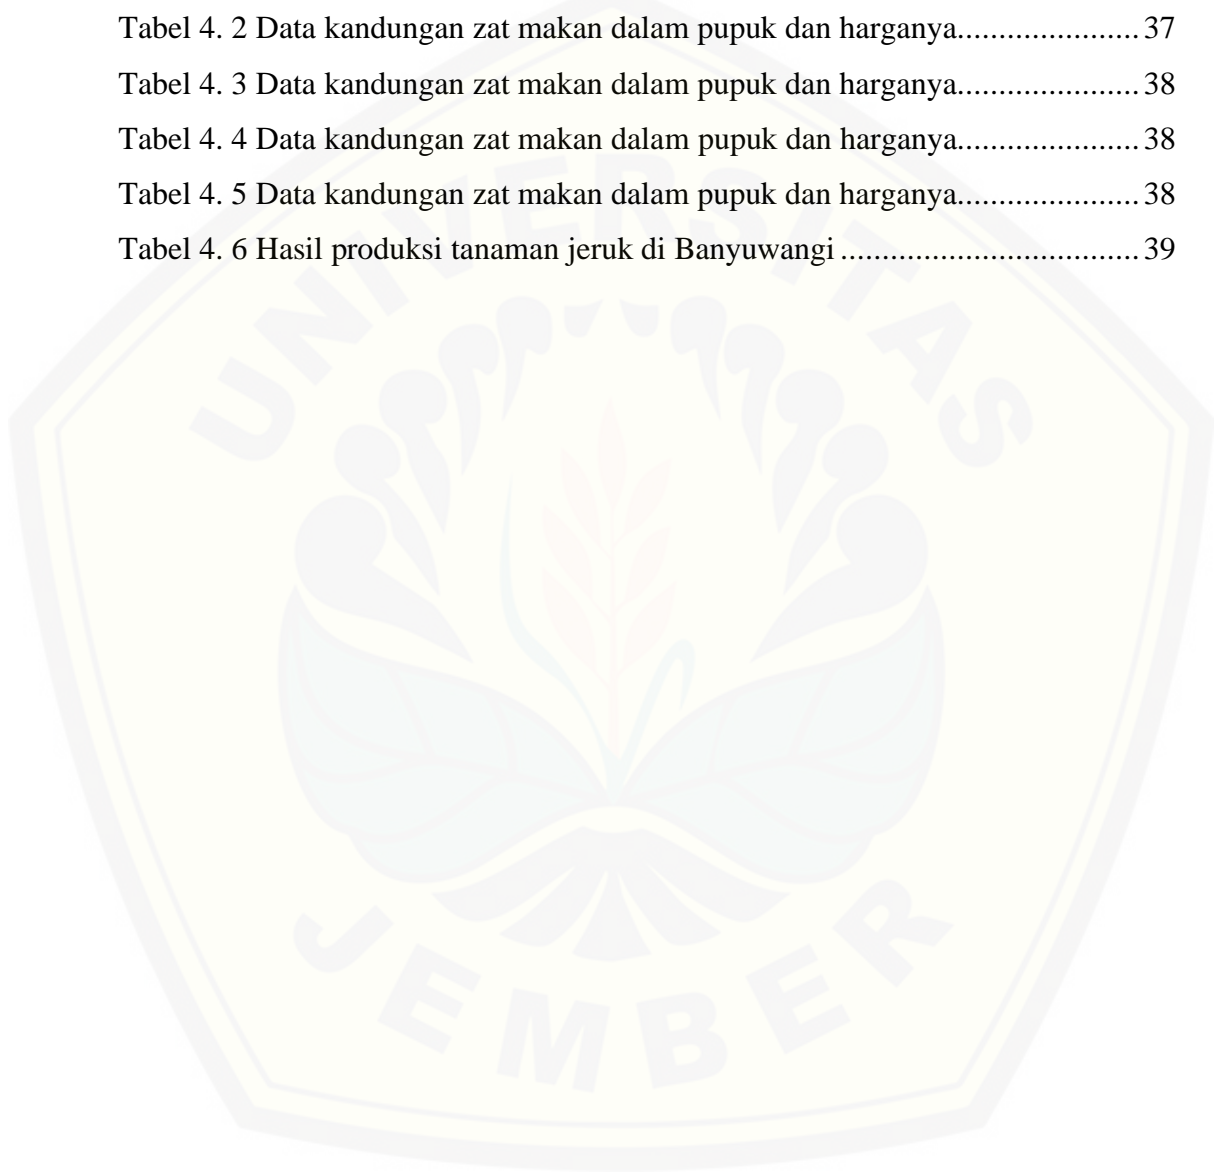 Tabel 4. 2 Data kandungan zat makan dalam pupuk dan harganya...................... 37
Tabel 4. 3 Data kandungan zat makan dalam pupuk dan harganya...................... 38
Tabel 4. 4 Data kandungan zat makan dalam pupuk dan harganya...................... 38
Tabel 4. 5 Data kandungan zat makan dalam pupuk dan harganya...................... 38
Tabel 4. 6 Hasil produksi tanaman jeruk di Banyuwangi .................................... 39
UNIVERSITAS
JEMBER